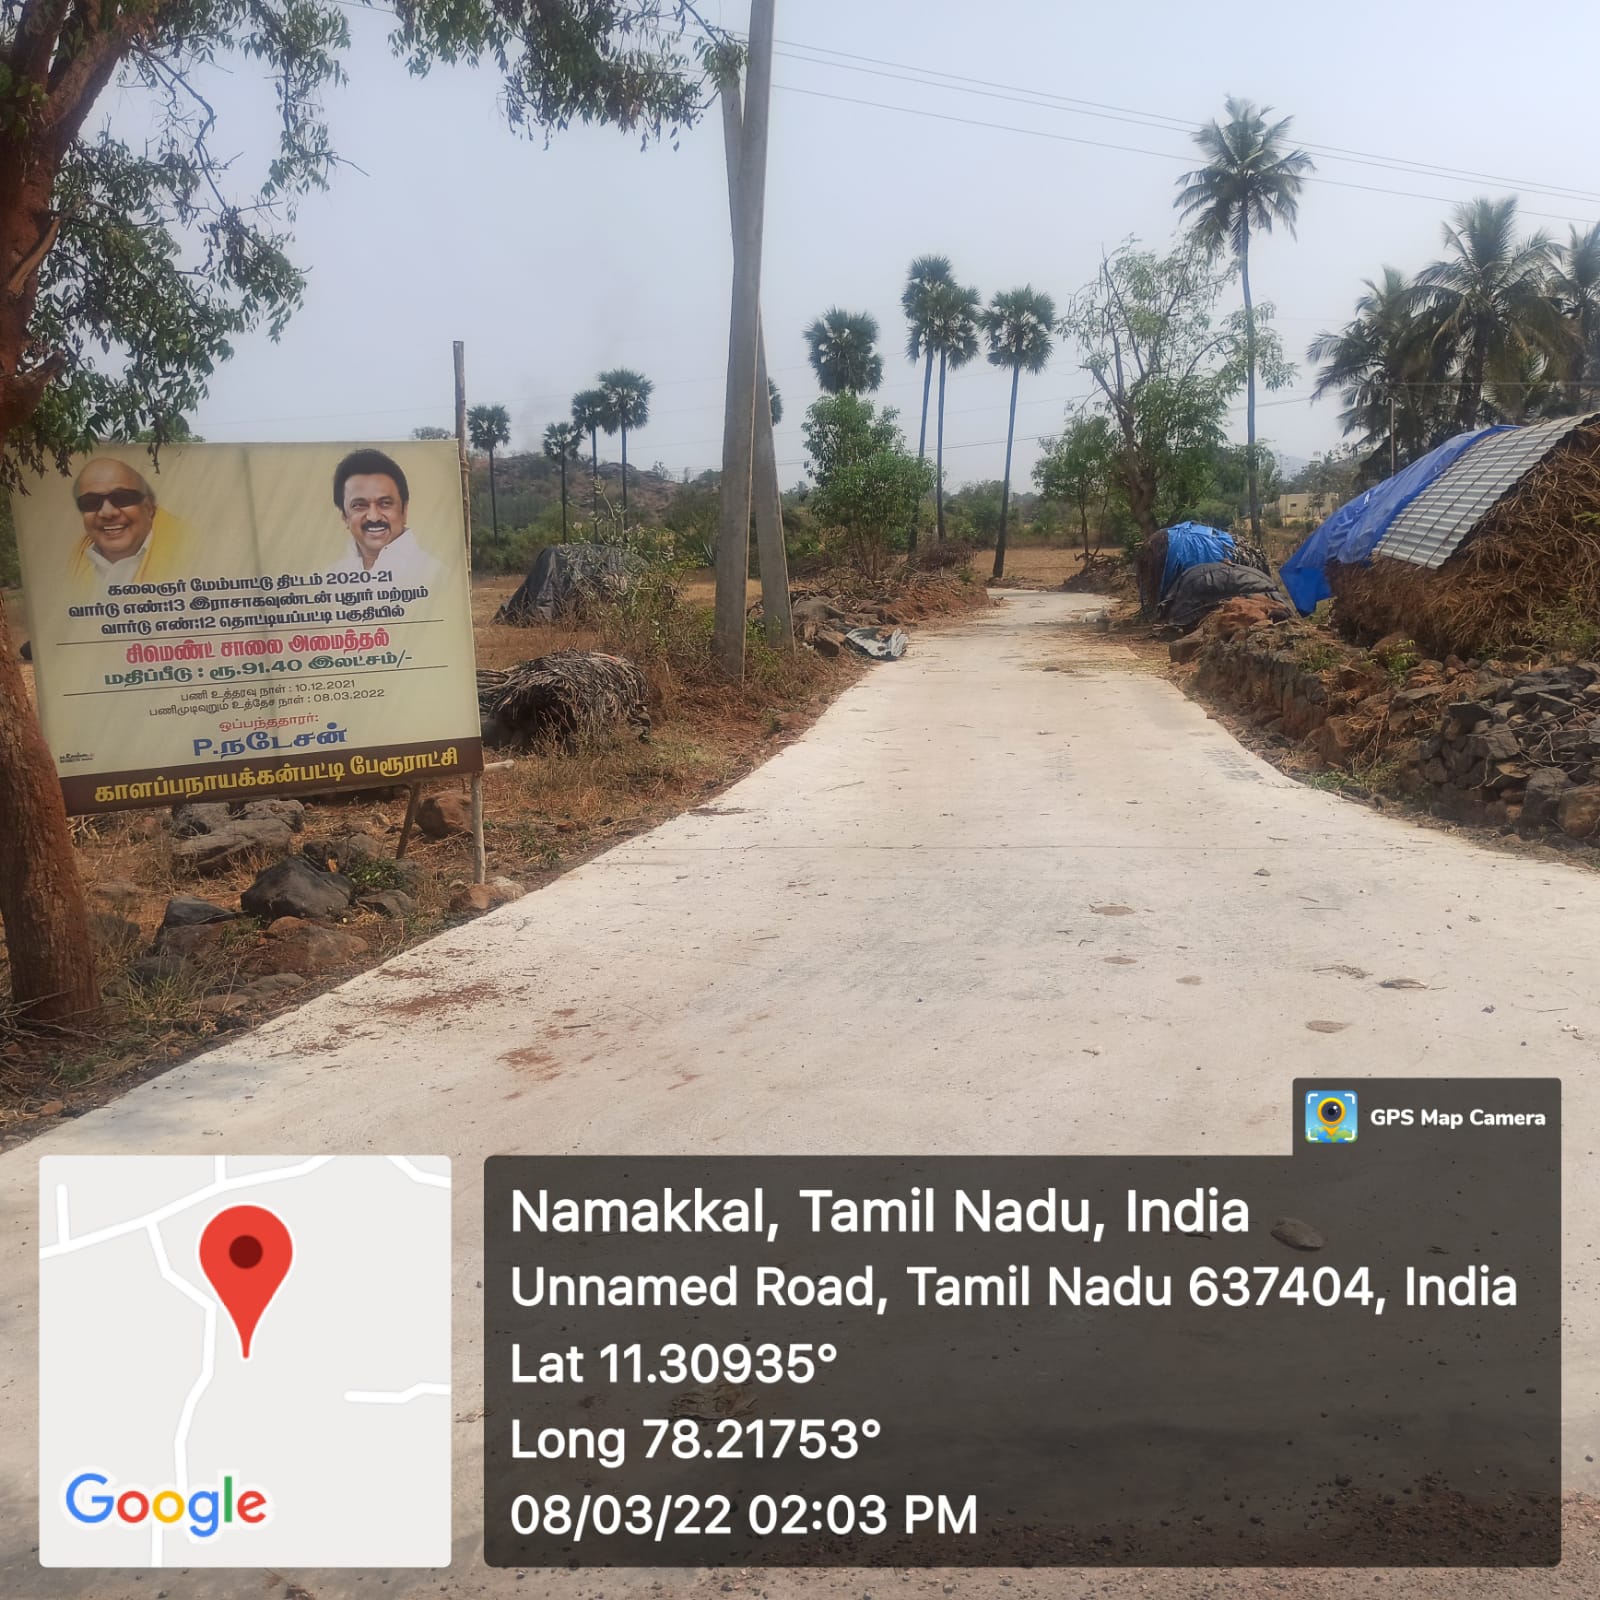 கலைஞர் மேம்பாட்டு திட்டம் 2020-21
வார்டு எண்:13 இராசாகவுண்டன் புதூர் மற்றும்
வார்டு எண்:12 தொட்டியப்பட்டி பகுதியில்
சிமெண்ட் சாலை அமைத்தல்
மதிப்பீடு : ரூ.91.40 இலட்சம்/-
பணி உத்தரவு நாள் : 10.12.2021
பணிமுடிவுறும் உத்தேச நாள் : 08.03.2022
ஒப்பந்ததாரர்:
P.நடேசன்
காளப்பநாயக்கன்பட்டி பேரூராட்சி
GPS Map Camera
Namakkal, Tamil Nadu, India
Unnamed Road, Tamil Nadu 637404, India
Lat 11.30935°
Long 78.21753°
08/03/22 02:03 PM
Google